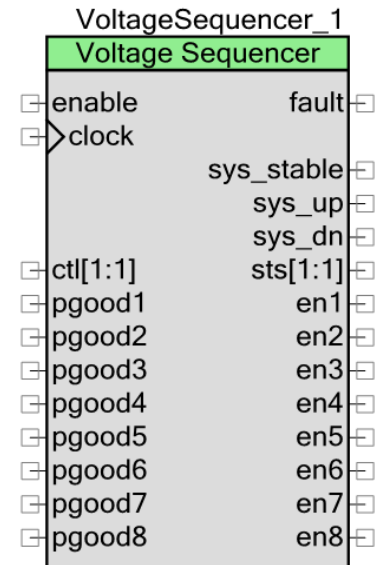 VoltageSequencer_1
Voltage Sequencer
enable fault
clock
sys_stable
sys_up
sys_dn
ctl[1:1] sts[1:1]
pgood1 en1
pgood2 en2
pgood3 en3
pgood4 en4
pgood5 en5
pgood6 en6
pgood7 en7
pgood8 en8